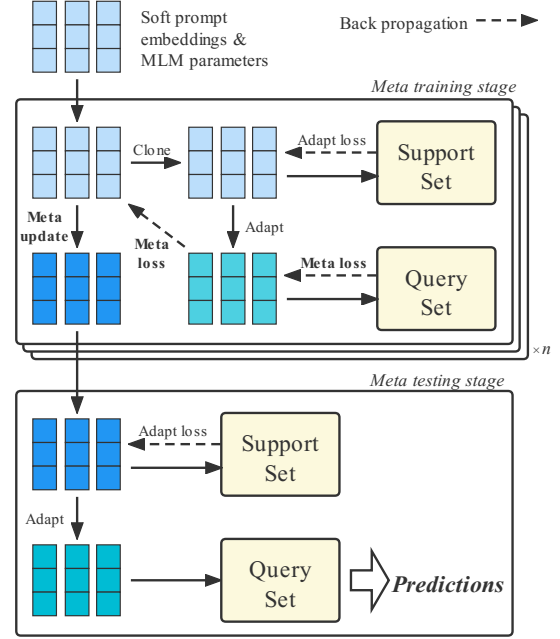 Soft prompt
embeddings &
MLM parameters
Back propagation
Meta training stage
Clone
Adapt loss
Support
Set
Meta
update
Meta
loss
Adapt
Meta loss
Query
Set
×n
Meta testing stage
Adapt loss
Support
Set
Adapt
Query
Set
Predictions